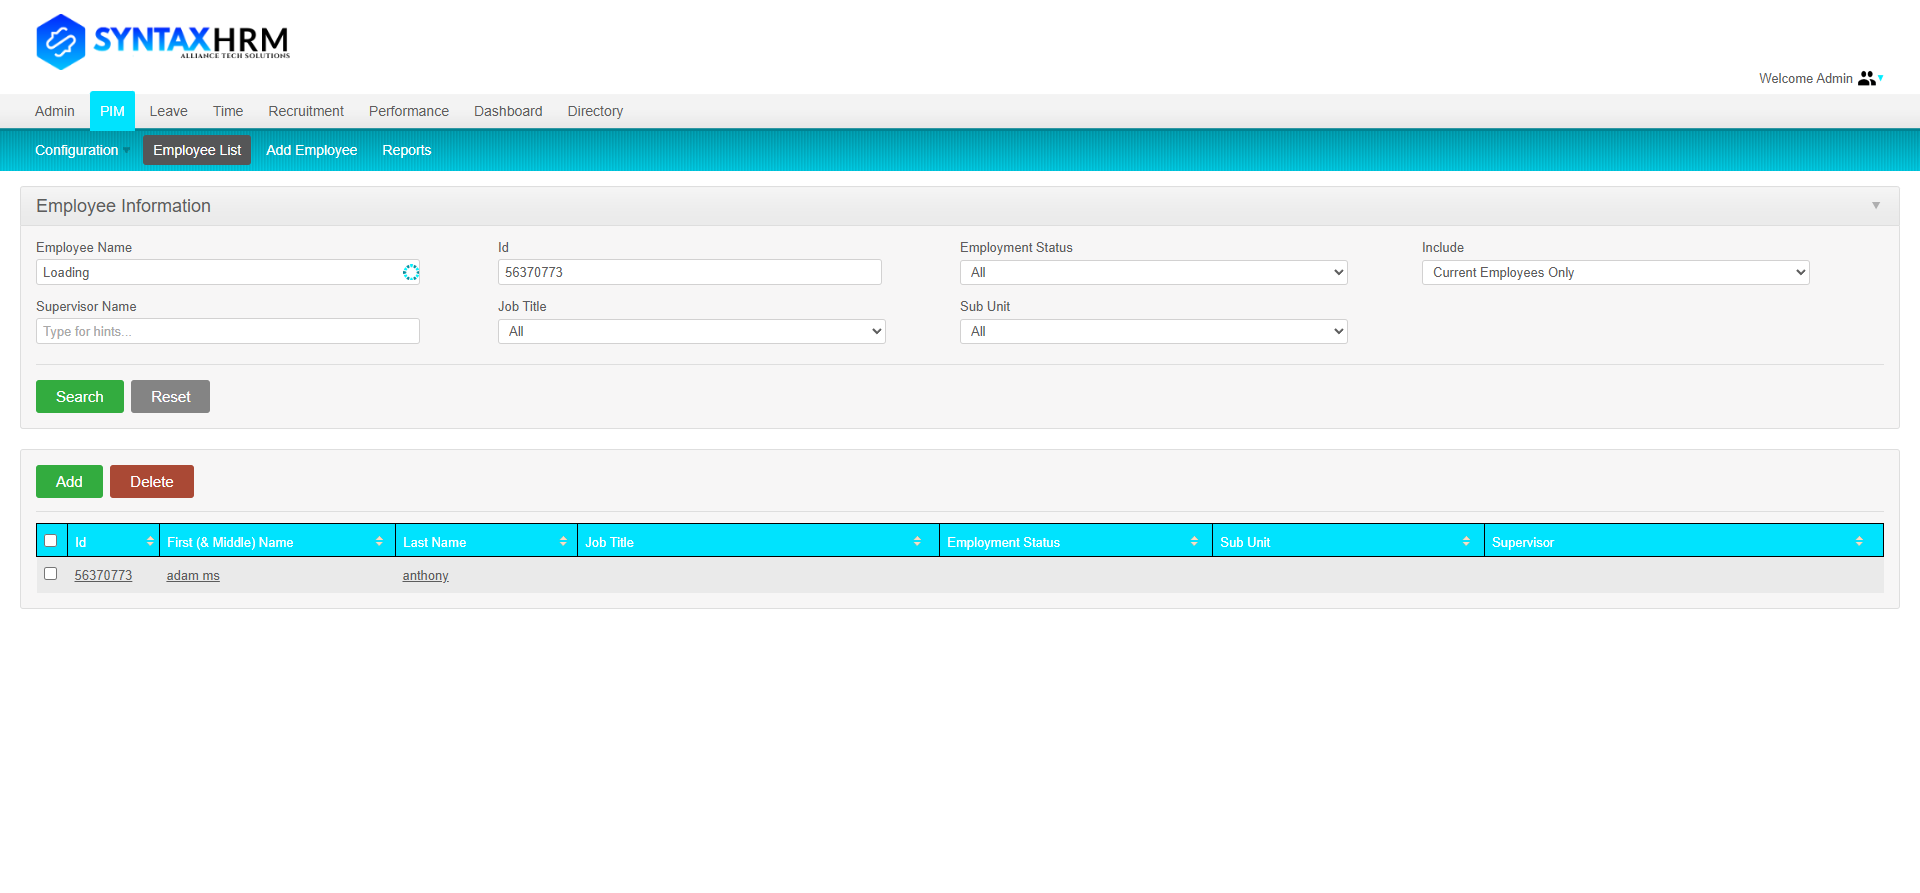 SYNTAXHRM
ALLIANCE TECH SOLUTIONS
Welcome Admin
Admin PIM Leave Time Recruitment Performance Dashboard Directory
Configuration Employee List Add Employee Reports
Employee Information
Employee Name Id Employment Status Include
Loading 56370773 All Current Employees Only
Supervisor Name Job Title Sub Unit
Type for hints... All All
Search Reset
Add Delete
Id First (& Middle) Name Last Name Job Title Employment Status Sub Unit Supervisor
56370773 adam ms anthony